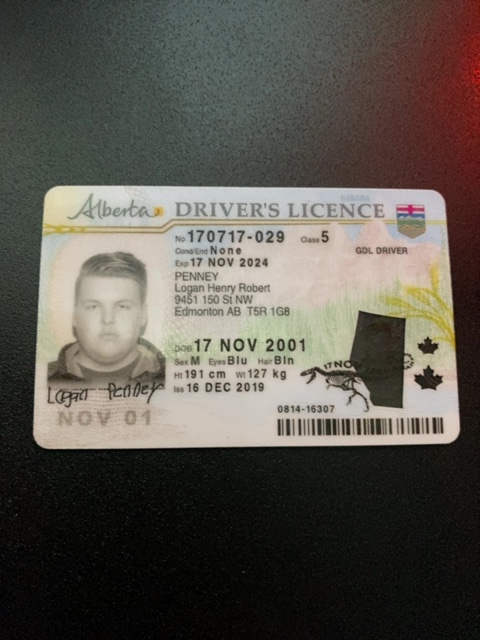 Alberta DRIVER'S LICENCE
No 170717-029 Class 5
GDL DRIVER
Cond/End None
Exp 17 NOV 2024
PENNEY
Logan Henry Robert
9451 150 St NW
Edmonton AB T5R 1G8
DOB 17 NOV 2001
Sex M Eyes Blu Hair Bln
Ht 191 cm Wt 127 kg
Iss 16 DEC 2019
17NOV
Logan Penney
NOV 01
0814-16307